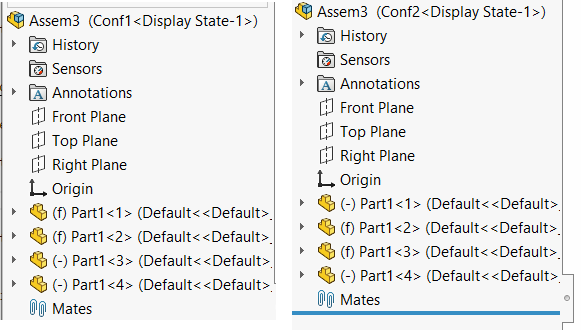 Assem3 (Conf1<Display State-1>)
History
Sensors
A Annotations
Front Plane
Top Plane
Right Plane
Origin
(f) Part1<1> (Default<<Default>_
(f) Part1<2> (Default<<Default>_
(-) Part1<3> (Default<<Default>_
(-) Part1<4> (Default<<Default>_
Mates
Assem3 (Conf2<Display State-1>)
History
Sensors
A Annotations
Front Plane
Top Plane
Right Plane
Origin
(-) Part1<1> (Default<<Default>_
(f) Part1<2> (Default<<Default>_
(f) Part1<3> (Default<<Default>_
(-) Part1<4> (Default<<Default>_
Mates